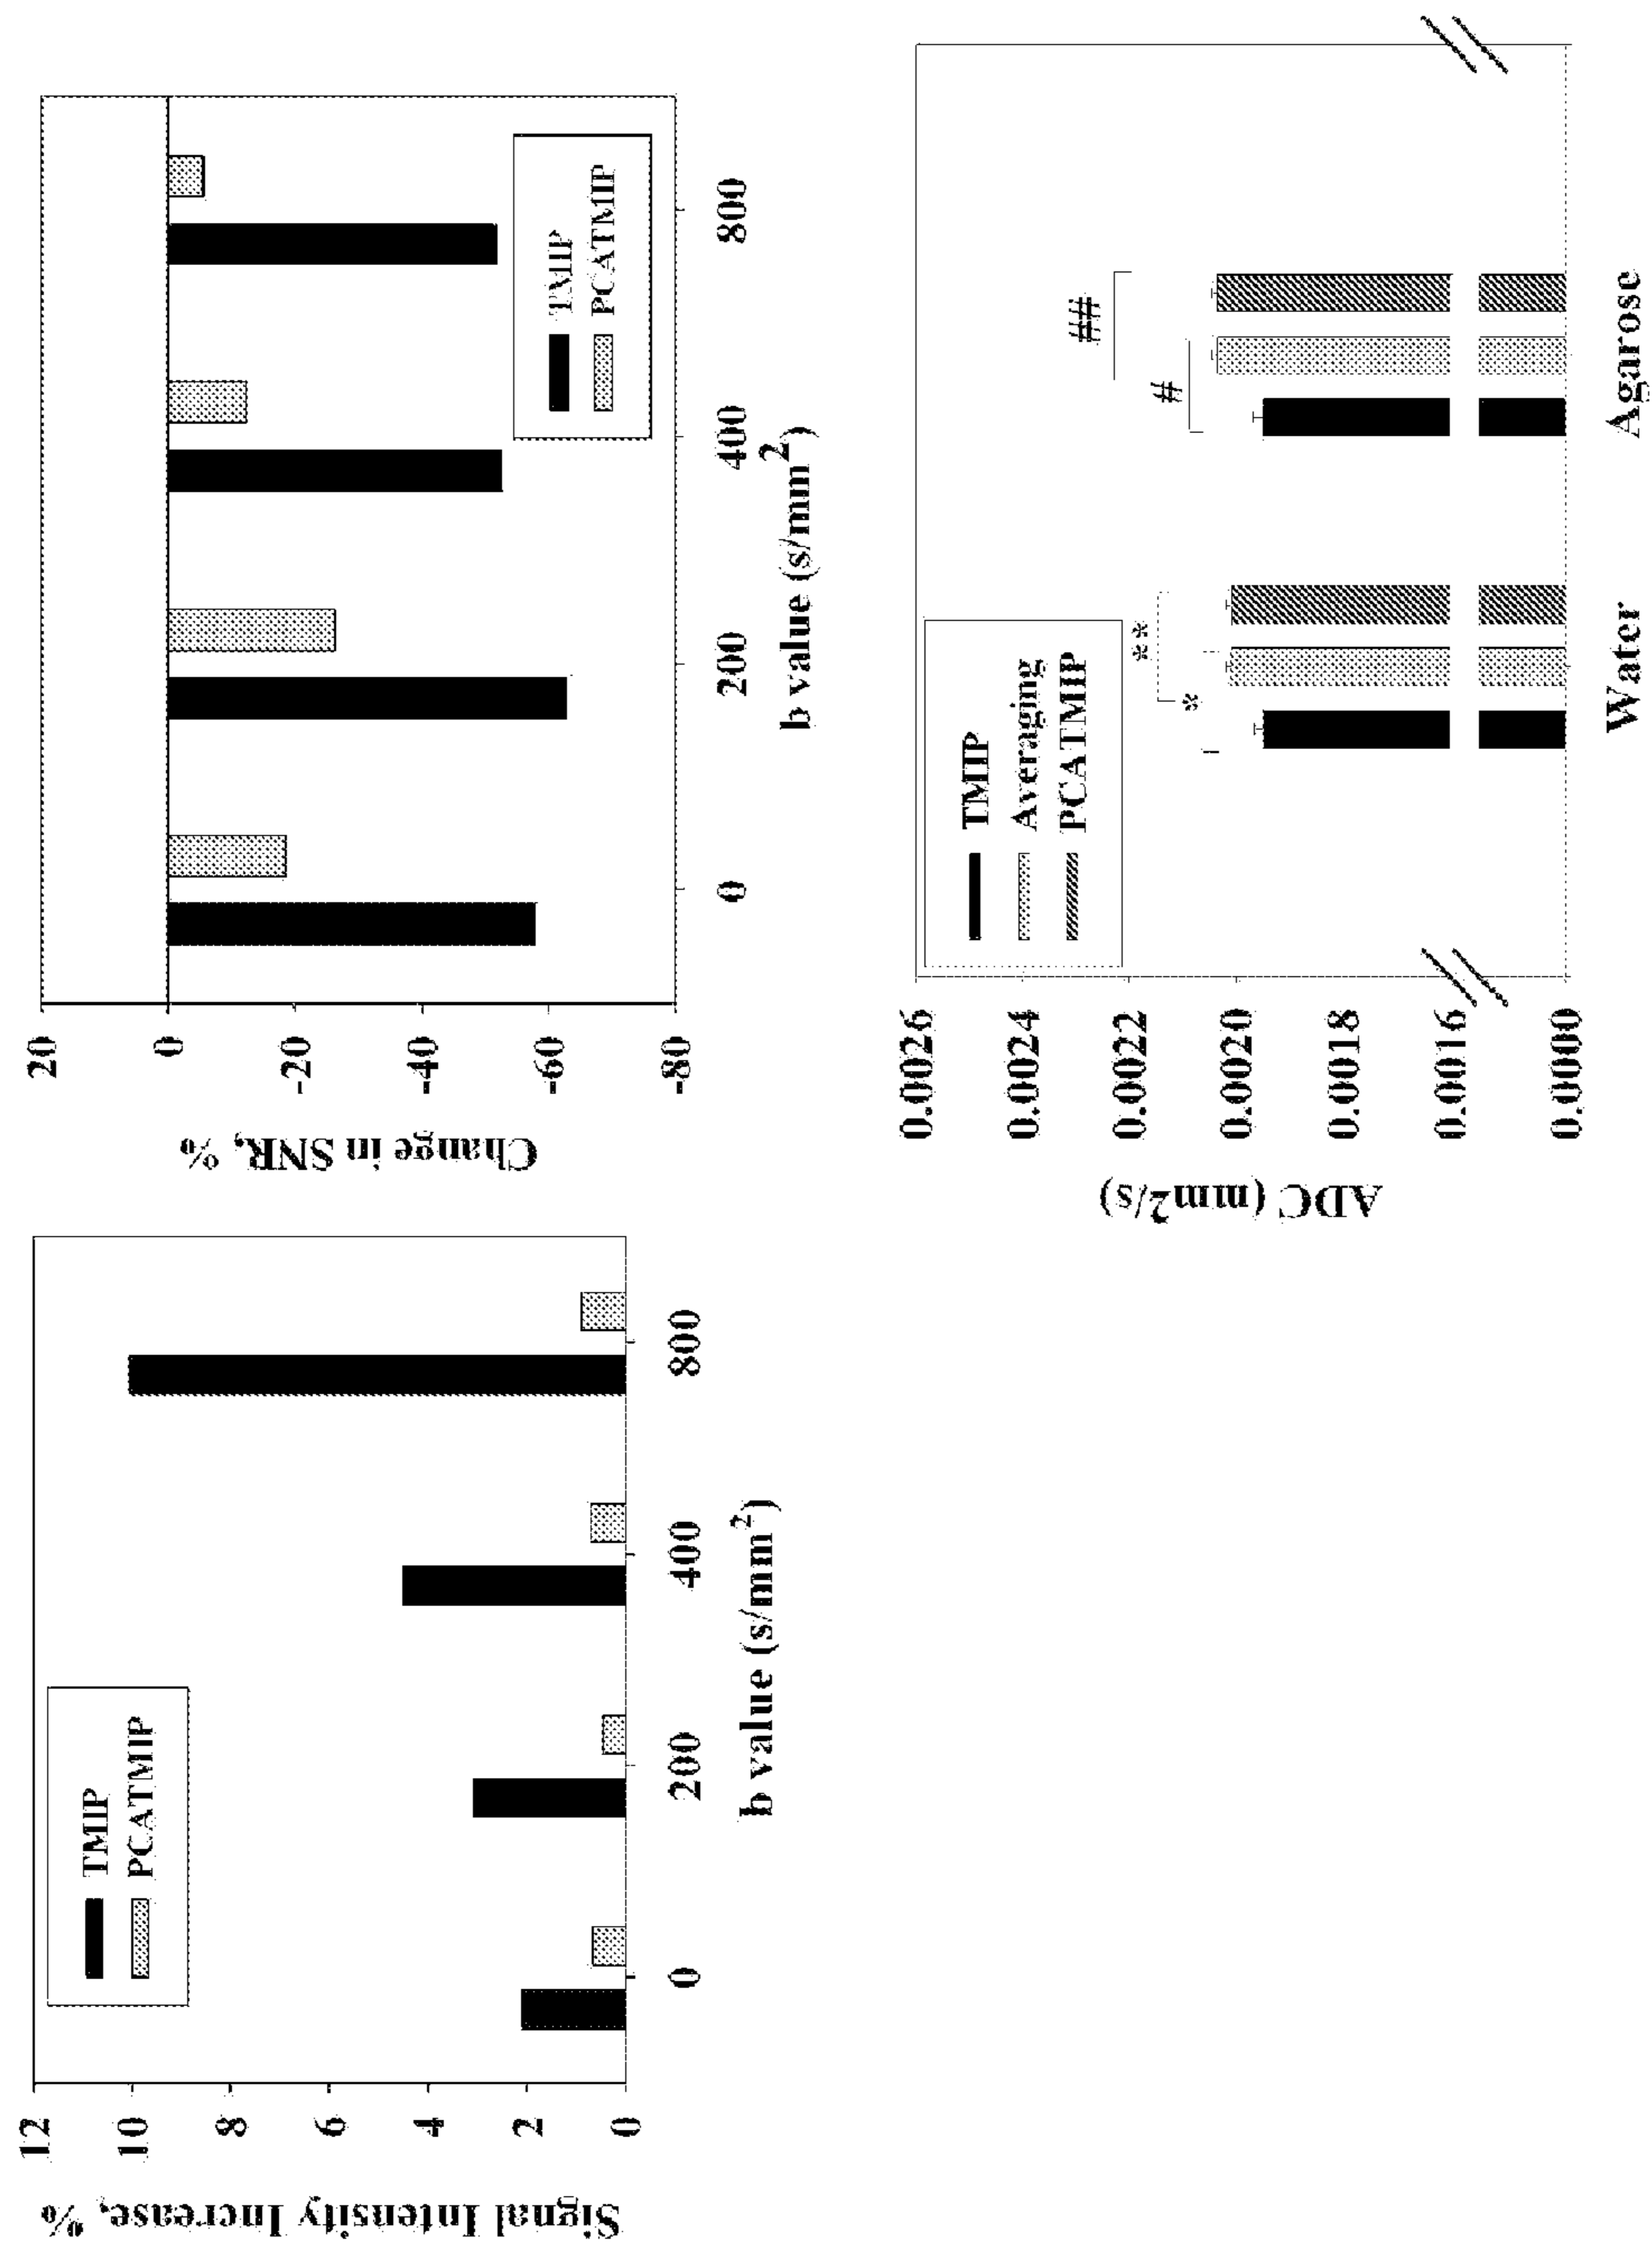 Signal Intensity Increase, %
12
10
8
6
4
2
0
TMIP
PCATMIP
0
200
400
800
b value (s/mm²)
Change in SNR, %
20
0
-20
-40
-60
-80
TMIP
PCATMIP
0
200
400
800
b value (s/mm²)
ADC (mm2/s)
0.0026
0.0024
0.0022
0.0020
0.0018
0.0016
0.0000
TMIP
Averaging
PCATMIP
*
**
#
##
Water
Agarose